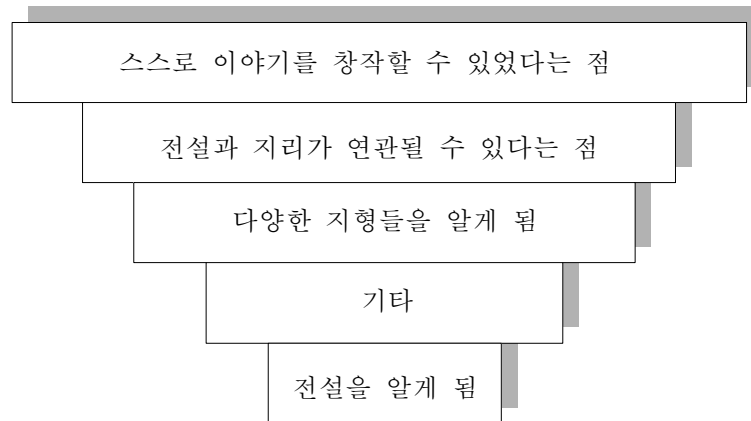 스스로 이야기를 창작할 수 있었다는 점
전설과 지리가 연관될 수 있다는 점
다양한 지형들을 알게 됨
기타
전설을 알게 됨